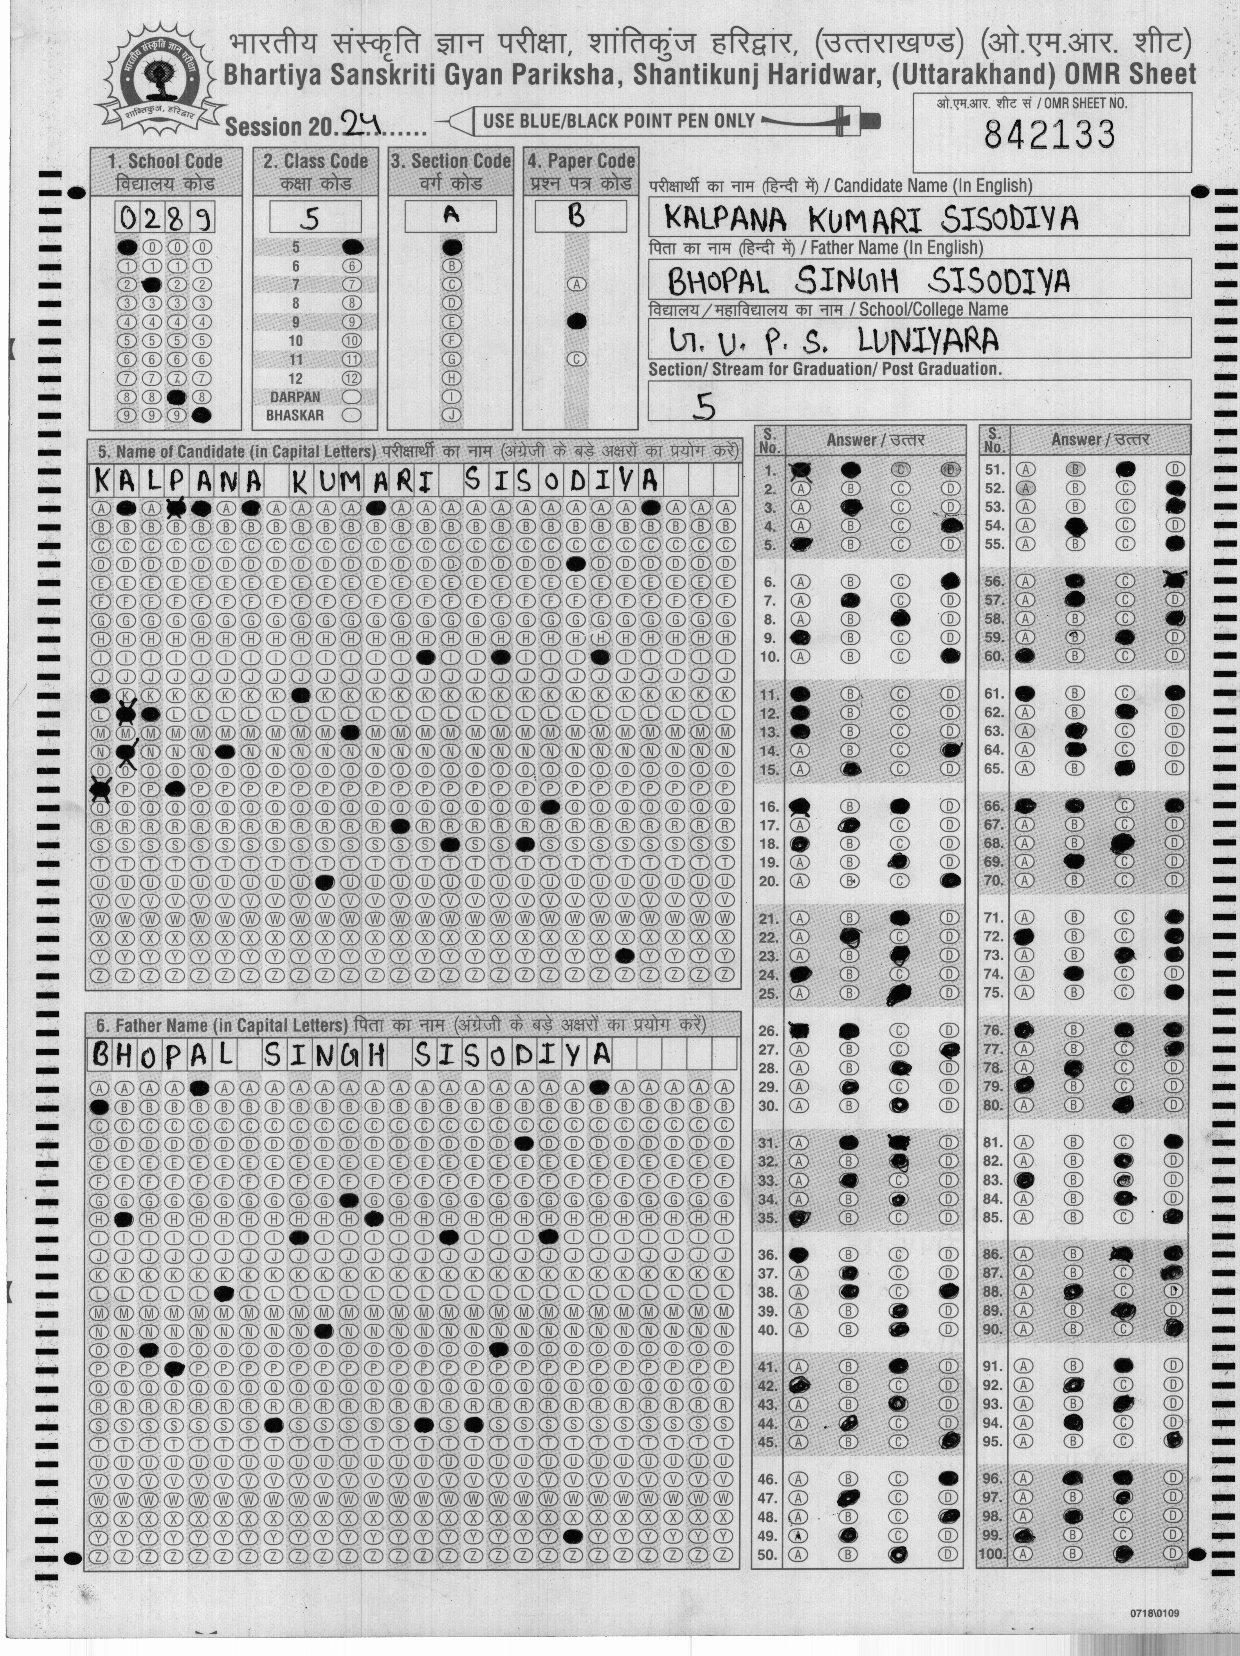 भारतीय संस्कृति ज्ञान परीक्षा, शांतिकुंज हरिद्वार, (उत्तराखण्ड) (ओ.एम.आर. शीट)
Bhartiya Sanskriti Gyan Pariksha, Shantikunj Haridwar, (Uttarakhand) OMR Sheet
Session 2024
USE BLUE/BLACK POINT PEN ONLY
ओ.एम.आर. शीट सं / OMR SHEET NO.
842133
1. School Code
विद्यालय कोड
0289
2. Class Code
कक्षा कोड
5
3. Section Code
वर्ग कोड
A
4. Paper Code
प्रश्न पत्र कोड
B
5
6
7
8
9
10
11
12
DARPAN
BHASKAR
परीक्षार्थी का नाम (हिन्दी में) / Candidate Name (In English)
KALPANA KUMARI SISODIYA
पिता का नाम (हिन्दी में) / Father Name (In English)
BHOPAL SINGH SISODIYA
विद्यालय / महाविद्यालय का नाम / School/College Name
G. U. P. S. LUNIYARA
Section/ Stream for Graduation/ Post Graduation.
5
5. Name of Candidate (in Capital Letters) परीक्षार्थी का नाम (अंग्रेजी के बड़े अक्षरों का प्रयोग करें)
KALPANA KUMARI SISODIYA
6. Father Name (in Capital Letters) पिता का नाम (अंग्रेजी के बड़े अक्षरों का प्रयोग करें)
BHOPAL SINGH SISODIYA
S. No. Answer / उत्तर
S. No. Answer / उत्तर
0718\0109